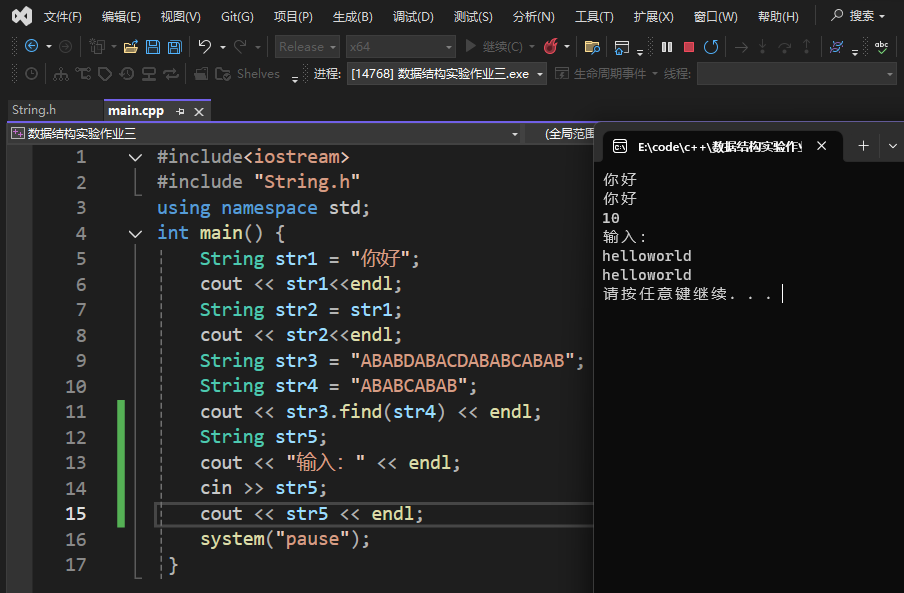 文件(F) 编辑(E) 视图(V) Git(G) 项目(P) 生成(B) 调试(D) 测试(S) 分析(N) 工具(T) 扩展(X) 窗口(W) 帮助(H) 搜索
Release x64 继续(C) abc
Shelves 进程: [14768] 数据结构实验作业三.exe 生命周期事件 线程:
String.h main.cpp
数据结构实验作业三 (全局范围
1 #include<iostream>
2 #include "String.h"
3 using namespace std;
4 int main() {
5 String str1 = "你好";
6 cout << str1<<endl;
7 String str2 = str1;
8 cout << str2<<endl;
9 String str3 = "ABABDABACDABABCABAB";
10 String str4 = "ABABCABAB";
11 cout << str3.find(str4) << endl;
12 String str5;
13 cout << "输入：" << endl;
14 cin >> str5;
15 cout << str5 << endl;
16 system("pause");
17 }
E:\code\c++\数据结构实验作业
你好
你好
10
输入：
helloworld
helloworld
请按任意键继续. . .